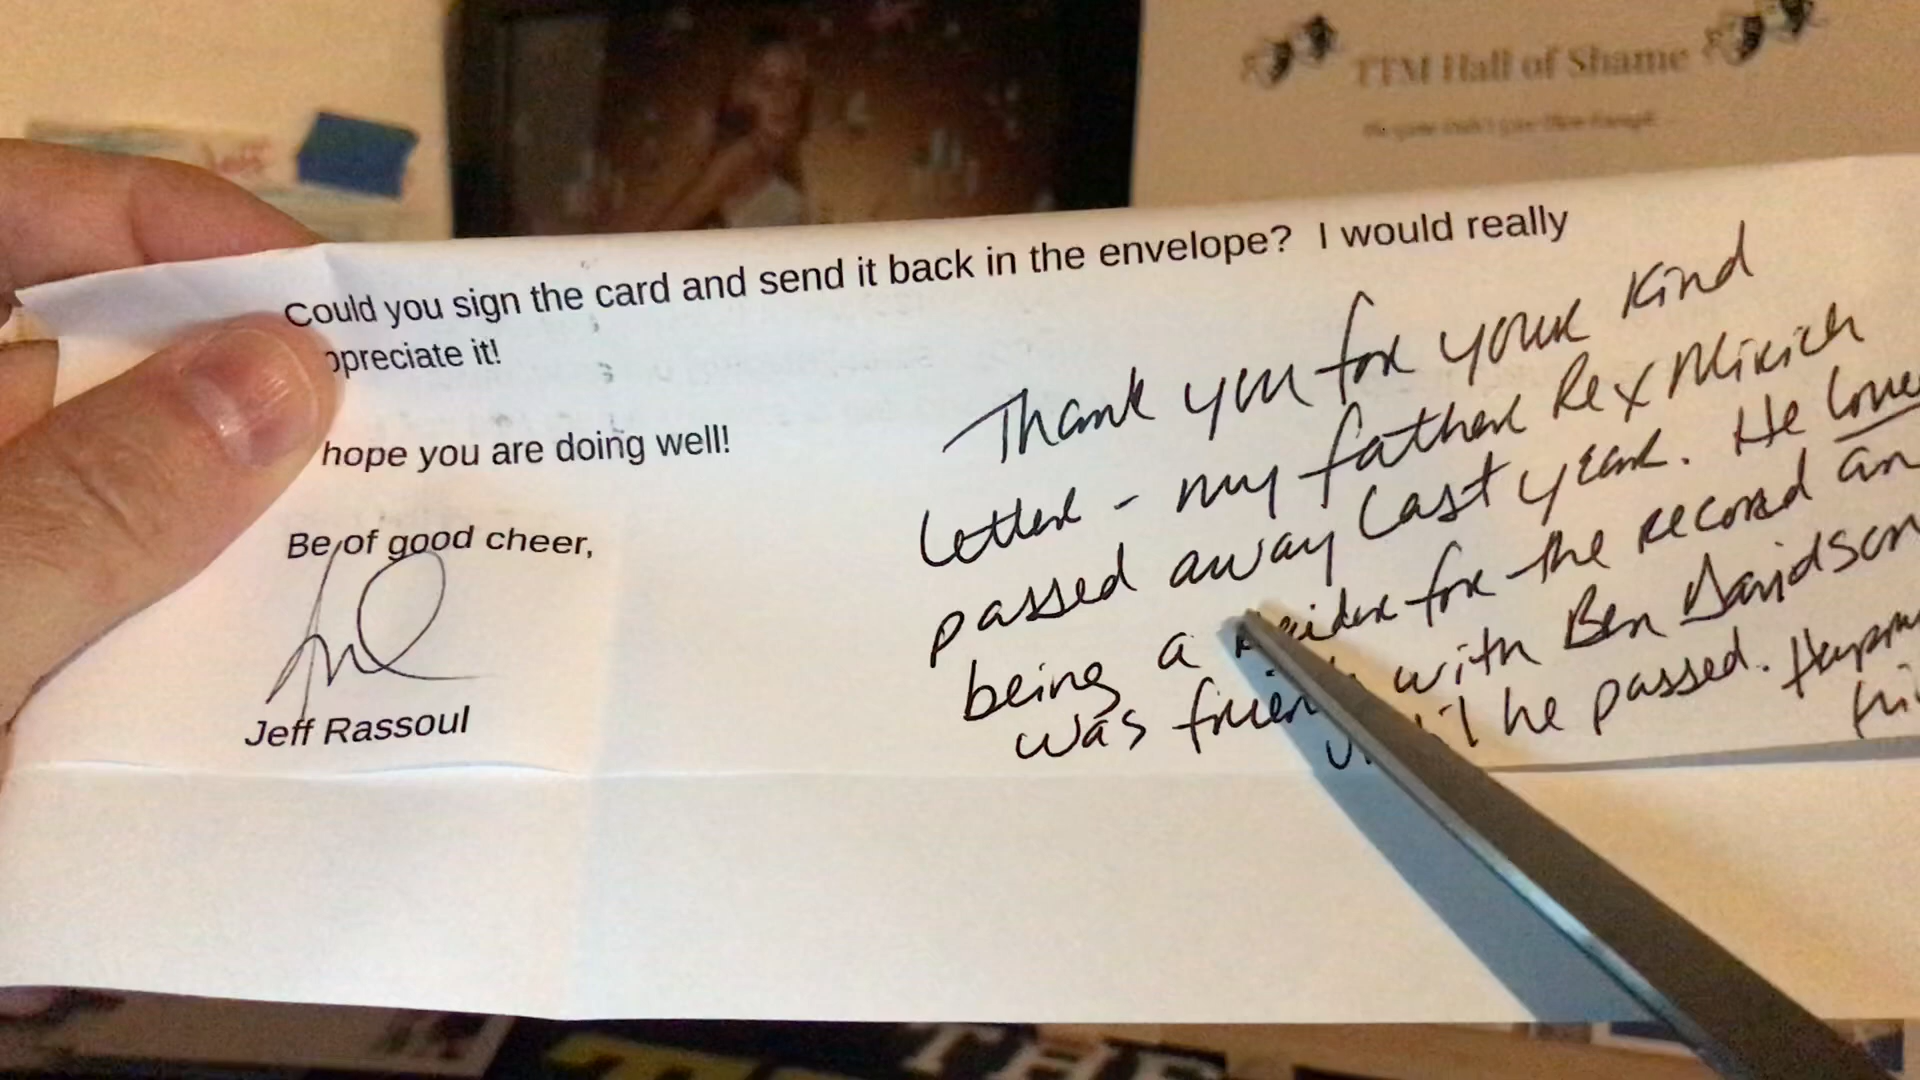 TTM Hall of Shame
Could you sign the card and send it back in the envelope? I would really
ppreciate it!
hope you are doing well!
Be of good cheer,
Jeff Rassoul
Thank you for your kind
letter - my father Rex Mirich
passed away last year. He love
being a for the record an
was frien with Ben Davidson
he passed.
THE